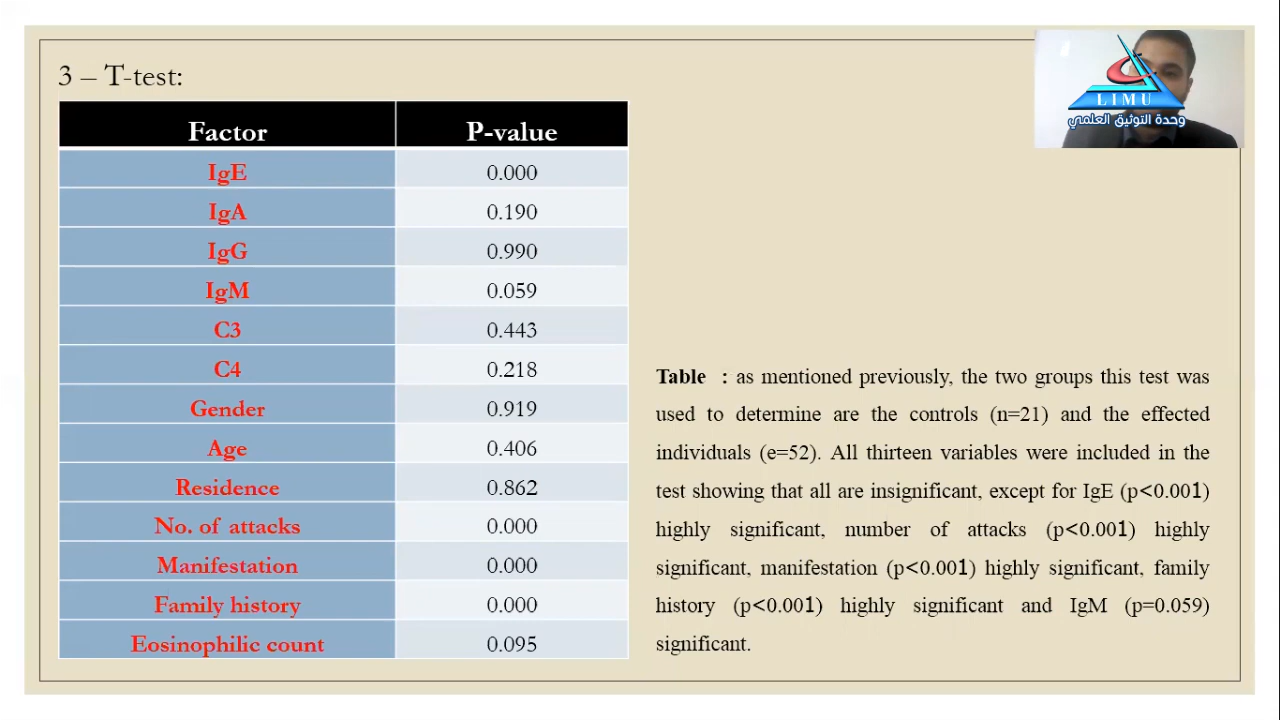 3 – T-test:
Factor P-value
IgE 0.000
IgA 0.190
IgG 0.990
IgM 0.059
C3 0.443
C4 0.218
Gender 0.919
Age 0.406
Residence 0.862
No. of attacks 0.000
Manifestation 0.000
Family history 0.000
Eosinophilic count 0.095
LIMU
وحدة التوثيق العلمي
Table : as mentioned previously, the two groups this test was
used to determine are the controls (n=21) and the effected
individuals (e=52). All thirteen variables were included in the
test showing that all are insignificant, except for IgE (p<0.001)
highly significant, number of attacks (p<0.001) highly
significant, manifestation (p<0.001) highly significant, family
history (p<0.001) highly significant and IgM (p=0.059)
significant.